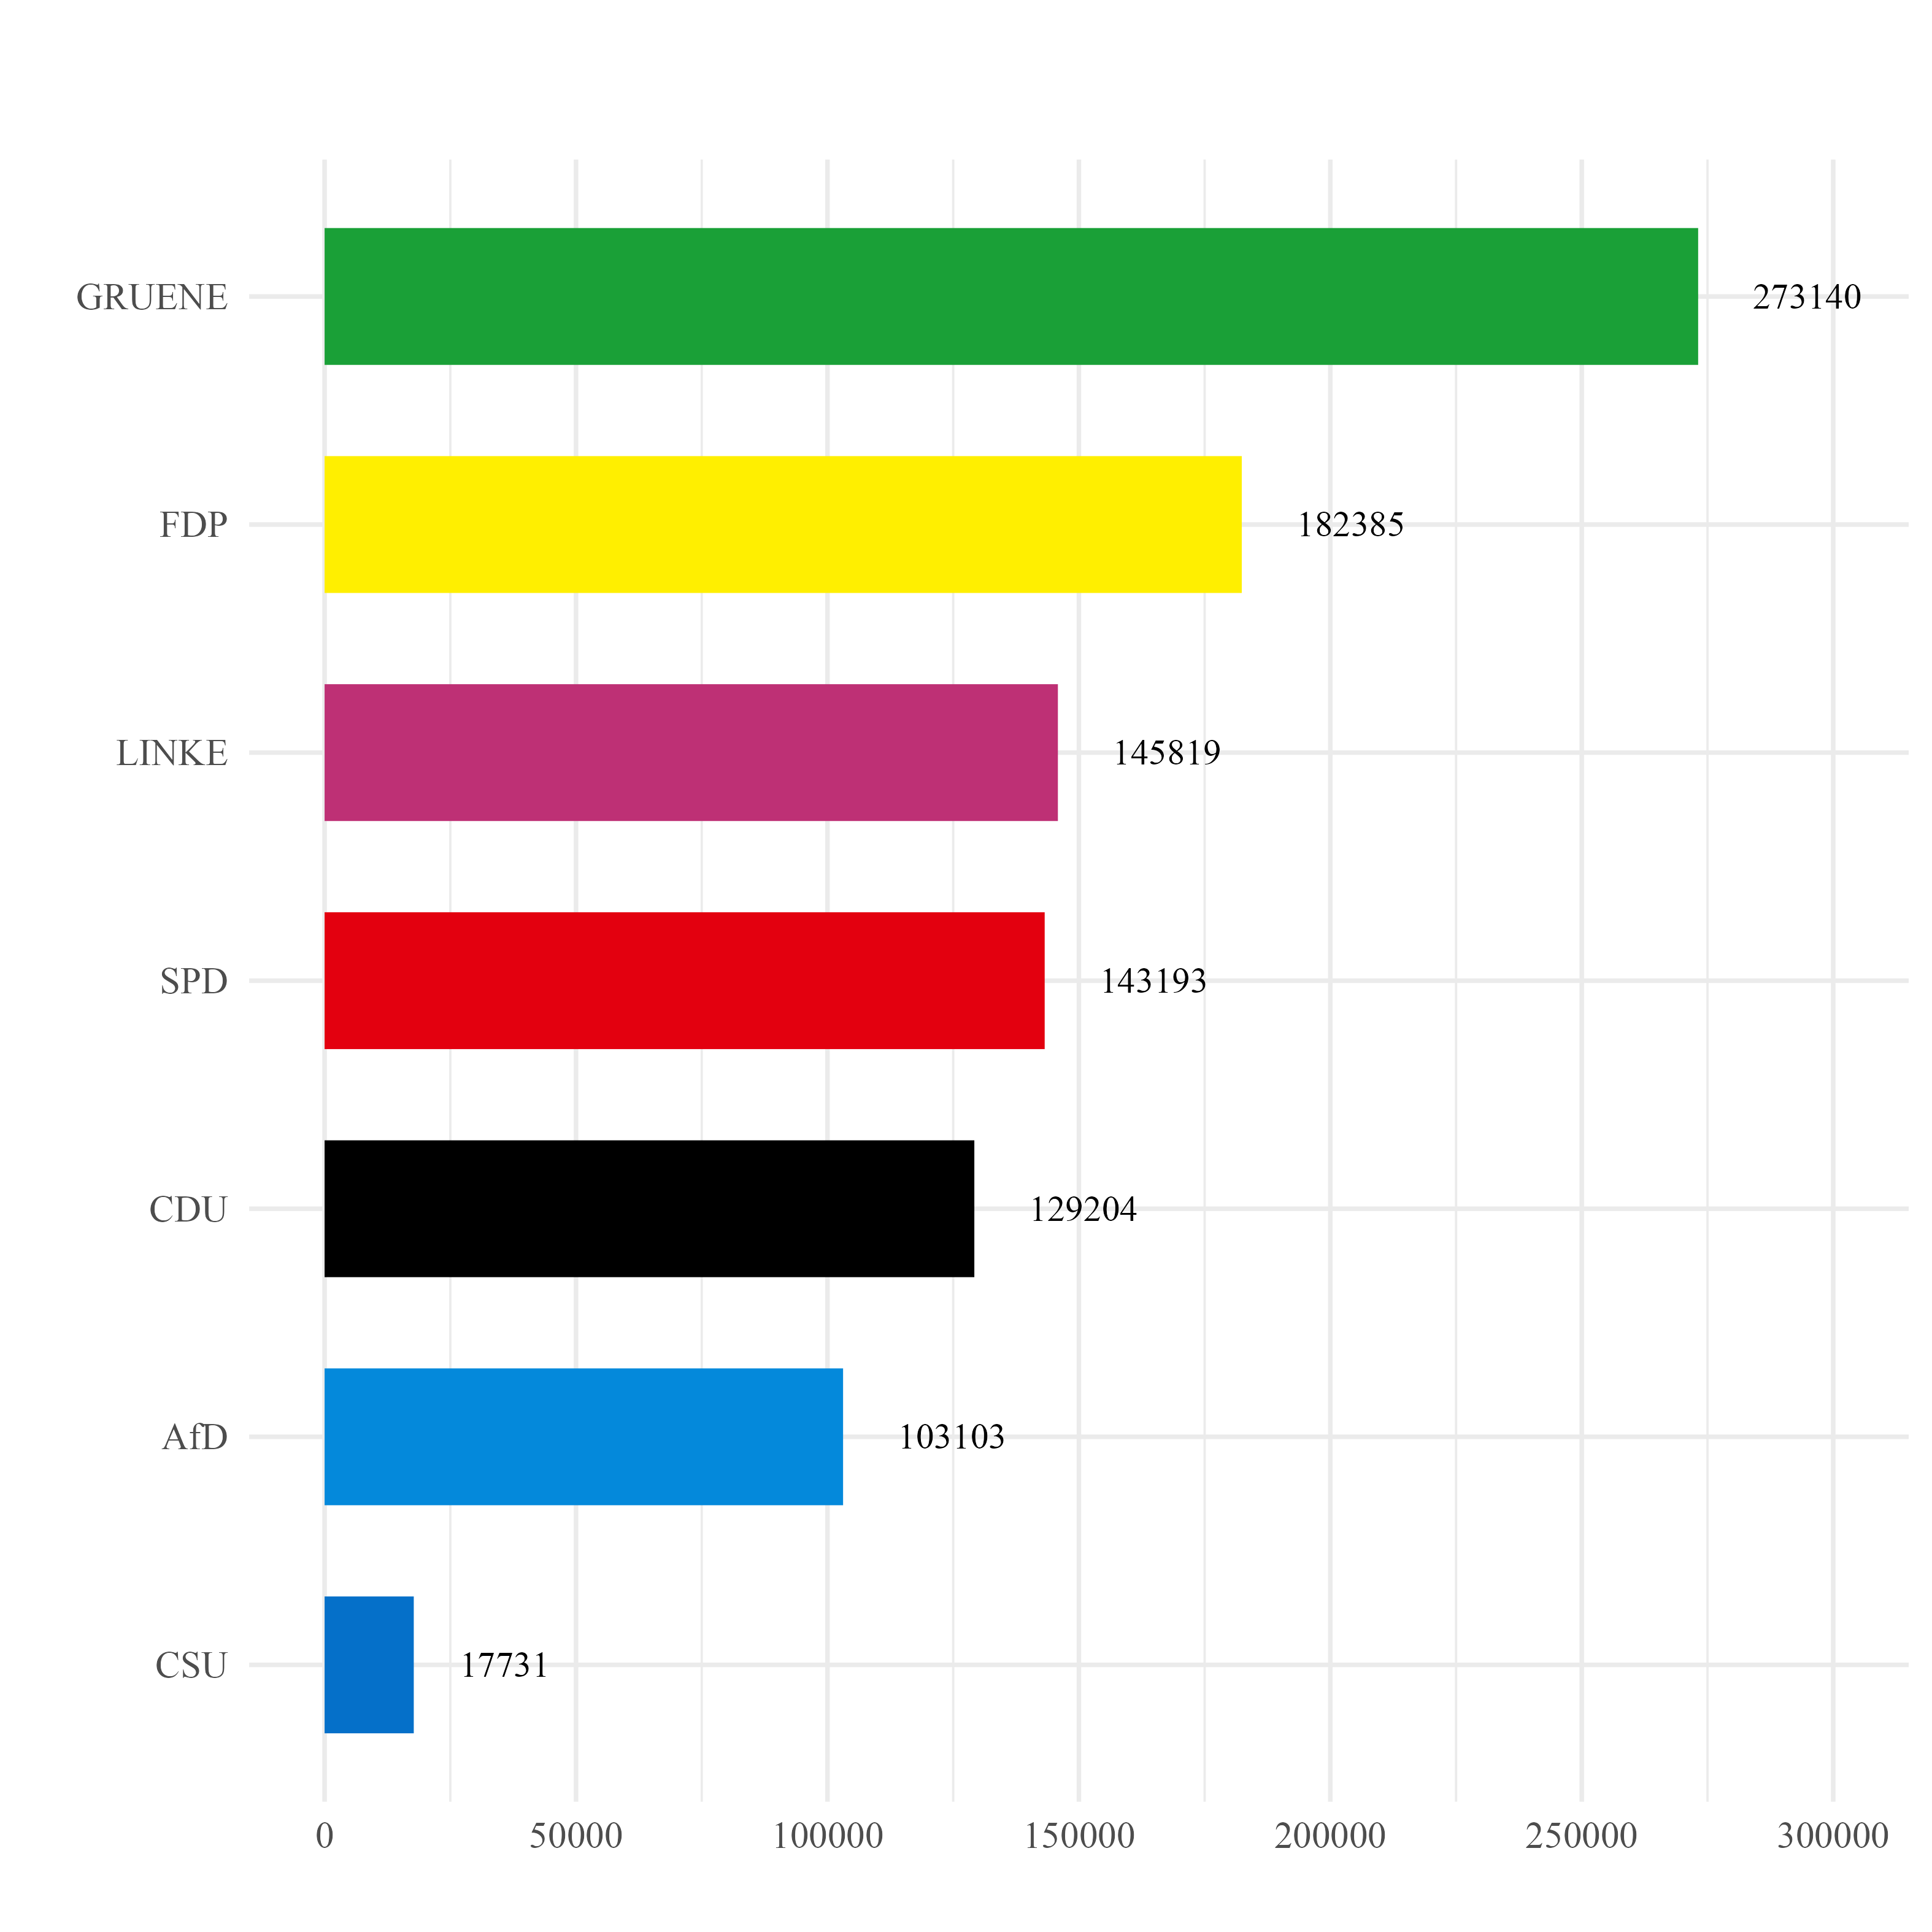 GRUENE 273140
FDP 182385
LINKE 145819
SPD 143193
CDU 129204
AfD 103103
CSU 17731
0 50000 100000 150000 200000 250000 300000